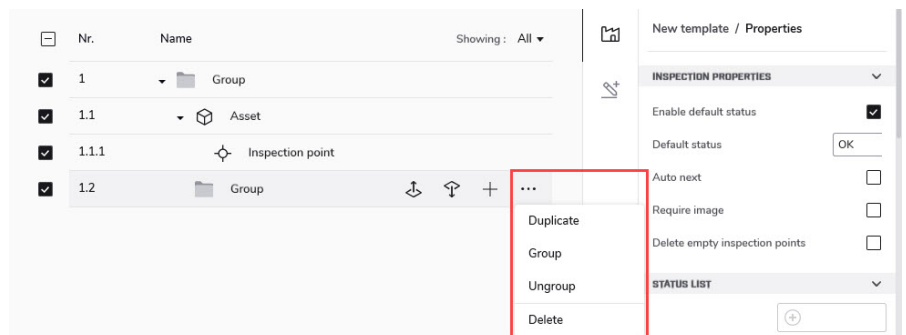 Nr. Name Showing : All
1 Group
1.1 Asset
1.1.1 Inspection point
1.2 Group
Duplicate
Group
Ungroup
Delete
New template / Properties
INSPECTION PROPERTIES
Enable default status
Default status OK
Auto next
Require image
Delete empty inspection points
STATUS LIST